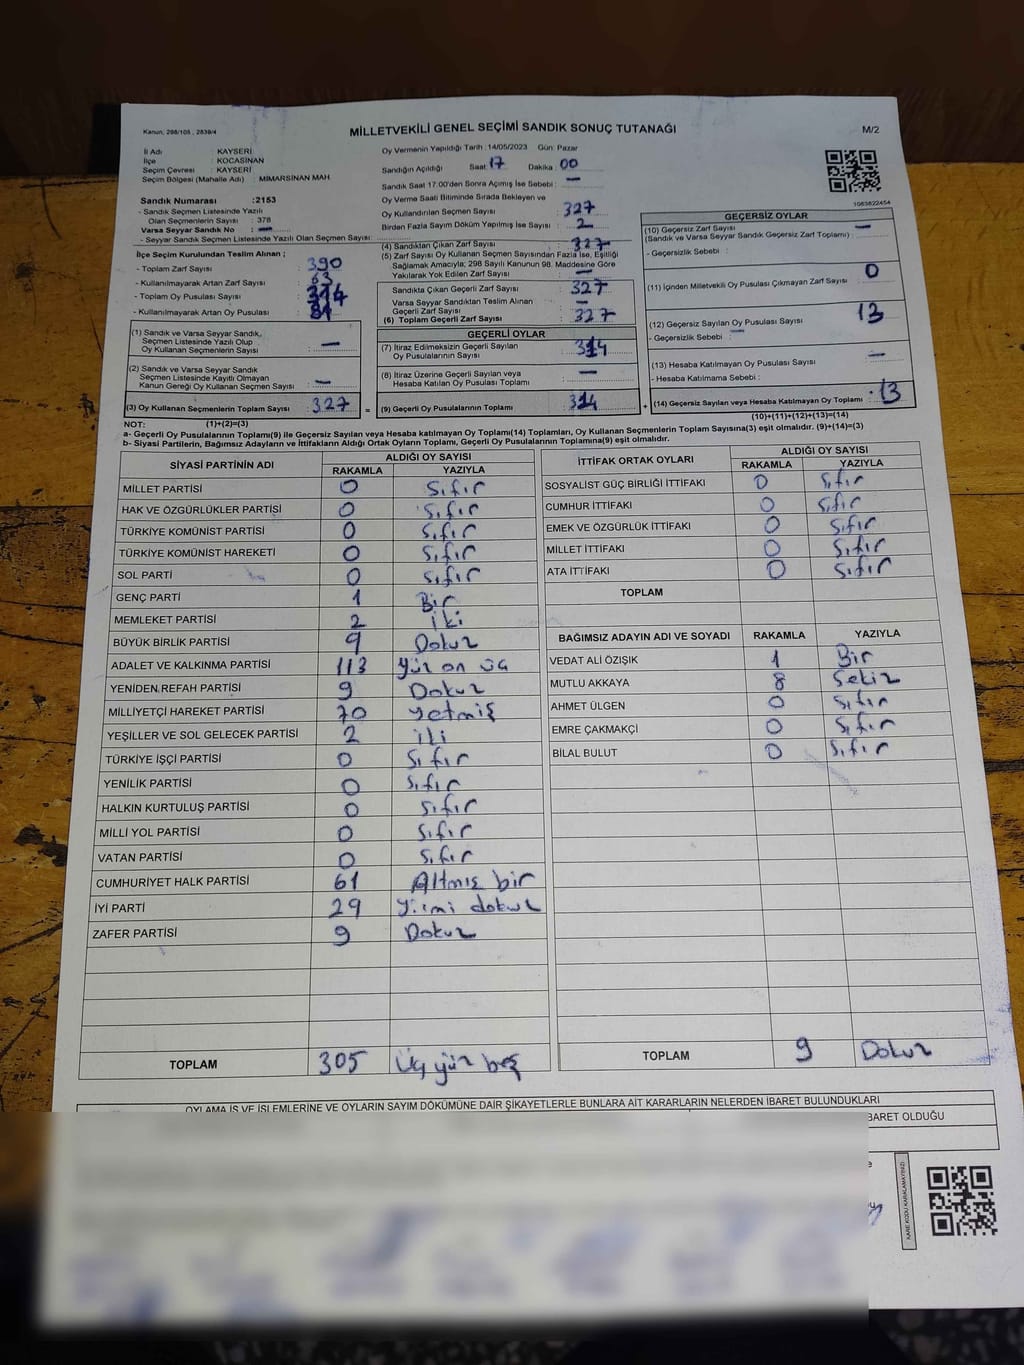 Kanun: 298/105 , 2839/4
MİLLETVEKİLİ GENEL SEÇİMİ SANDIK SONUÇ TUTANAĞI
M/2
İl Adı : KAYSERİ
İlçe : KOCASİNAN
Seçim Çevresi : KAYSERİ
Seçim Bölgesi (Mahalle Adı) : MİMARSİNAN MAH.
Oy Vermenin Yapıldığı Tarih :14/05/2023 Gün: Pazar
Sandığın Açıldığı Saat : 17 Dakika : 00
Sandık Saat 17.00'den Sonra Açılmış İse Sebebi : —
Oy Verme Saati Bitiminde Sırada Bekleyen ve
Oy Kullandırılan Seçmen Sayısı : 327
Birden Fazla Sayım Döküm Yapılmış İse Sayısı : 2
1063822454
Sandık Numarası :2153
- Sandık Seçmen Listesinde Yazılı
Olan Seçmenlerin Sayısı : 378
Varsa Seyyar Sandık No : —
- Seyyar Sandık Seçmen Listesinde Yazılı Olan Seçmen Sayısı :
İlçe Seçim Kurulundan Teslim Alınan ;
- Toplam Zarf Sayısı : 390
- Kullanılmayarak Artan Zarf Sayısı : 63
- Toplam Oy Pusulası Sayısı :
- Kullanılmayarak Artan Oy Pusulası :
(4) Sandıktan Çıkan Zarf Sayısı : 327
(5) Zarf Sayısı Oy Kullanan Seçmen Sayısından Fazla İse, Eşitliği
Sağlamak Amacıyla; 298 Sayılı Kanunun 98. Maddesine Göre
Yakılarak Yok Edilen Zarf Sayısı : —
Sandıkta Çıkan Geçerli Zarf Sayısı : 327
Varsa Seyyar Sandıktan Teslim Alınan
Geçerli Zarf Sayısı : —
(6) Toplam Geçerli Zarf Sayısı : 327
GEÇERSİZ OYLAR
(10) Geçersiz Zarf Sayısı : —
(Sandık ve Varsa Seyyar Sandık Geçersiz Zarf Toplamı)
- Geçersizlik Sebebi :
(11) İçinden Milletvekili Oy Pusulası Çıkmayan Zarf Sayısı : 0
(12) Geçersiz Sayılan Oy Pusulası Sayısı : 13
- Geçersizlik Sebebi : —
(13) Hesaba Katılmayan Oy Pusulası Sayısı : —
- Hesaba Katılmama Sebebi :
(14) Geçersiz Sayılan veya Hesaba Katılmayan Oy Toplamı : 13
(1) Sandık ve Varsa Seyyar Sandık,
Seçmen Listesinde Yazılı Olup
Oy Kullanan Seçmenlerin Sayısı : —
(2) Sandık ve Varsa Seyyar Sandık
Seçmen Listesinde Kayıtlı Olmayan
Kanun Gereği Oy Kullanan Seçmen Sayısı : —
(3) Oy Kullanan Seçmenlerin Toplam Sayısı : 327
GEÇERLİ OYLAR
(7) İtiraz Edilmeksizin Geçerli Sayılan
Oy Pusulalarının Sayısı : 314
(8) İtiraz Üzerine Geçerli Sayılan veya
Hesaba Katılan Oy Pusulası Toplamı : —
= (9) Geçerli Oy Pusulalarının Toplamı : 314 +
NOT: (1)+(2)=(3)
(10)+(11)+(12)+(13)=(14)
a- Geçerli Oy Pusulalarının Toplamı(9) ile Geçersiz Sayılan veya Hesaba Katılmayan Oy Toplamı(14) Toplamları, Oy Kullanan Seçmenlerin Toplam Sayısına(3) eşit olmalıdır. (9)+(14)=(3)
b- Siyasi Partilerin, Bağımsız Adayların ve İttifakların Aldığı Ortak Oyların Toplamı, Geçerli Oy Pusulalarının Toplamına(9) eşit olmalıdır.
SİYASİ PARTİNİN ADI ALDIĞI OY SAYISI
RAKAMLA YAZIYLA
MİLLET PARTİSİ 0 Sıfır
HAK VE ÖZGÜRLÜKLER PARTİSİ 0 Sıfır
TÜRKİYE KOMÜNİST PARTİSİ 0 Sıfır
TÜRKİYE KOMÜNİST HAREKETİ 0 Sıfır
SOL PARTİ 0 Sıfır
GENÇ PARTİ 1 Bir
MEMLEKET PARTİSİ 2 İki
BÜYÜK BİRLİK PARTİSİ 9 Dokuz
ADALET VE KALKINMA PARTİSİ 113 Yüz on üç
YENİDEN REFAH PARTİSİ 9 Dokuz
MİLLİYETÇİ HAREKET PARTİSİ 70 Yetmiş
YEŞİLLER VE SOL GELECEK PARTİSİ 2 iki
TÜRKİYE İŞÇİ PARTİSİ 0 Sıfır
YENİLİK PARTİSİ 0 Sıfır
HALKIN KURTULUŞ PARTİSİ 0 Sıfır
MİLLİ YOL PARTİSİ 0 Sıfır
VATAN PARTİSİ 0 Sıfır
CUMHURİYET HALK PARTİSİ 61 Altmış bir
İYİ PARTİ 29 Yirmi dokuz
ZAFER PARTİSİ 9 Dokuz
TOPLAM 305 Üç yüz beş
İTTİFAK ORTAK OYLARI ALDIĞI OY SAYISI
RAKAMLA YAZIYLA
SOSYALİST GÜÇ BİRLİĞİ İTTİFAKI 0 Sıfır
CUMHUR İTTİFAKI 0 Sıfır
EMEK VE ÖZGÜRLÜK İTTİFAKI 0 Sıfır
MİLLET İTTİFAKI 0 Sıfır
ATA İTTİFAKI 0 Sıfır
TOPLAM
BAĞIMSIZ ADAYIN ADI VE SOYADI RAKAMLA YAZIYLA
VEDAT ALİ ÖZIŞIK 1 Bir
MUTLU AKKAYA 8 Sekiz
AHMET ÜLGEN 0 Sıfır
EMRE ÇAKMAKÇI 0 Sıfır
BİLAL BULUT 0 Sıfır
TOPLAM 9 Dokuz
OYLAMA İŞ VE İŞLEMLERİNE VE OYLARIN SAYIM DÖKÜMÜNE DAİR ŞİKAYETLERLE BUNLARA AİT KARARLARIN NELERDEN İBARET BULUNDUKLARI
BARET OLDUĞU
KARE KODU KARALAMAYINIZ!